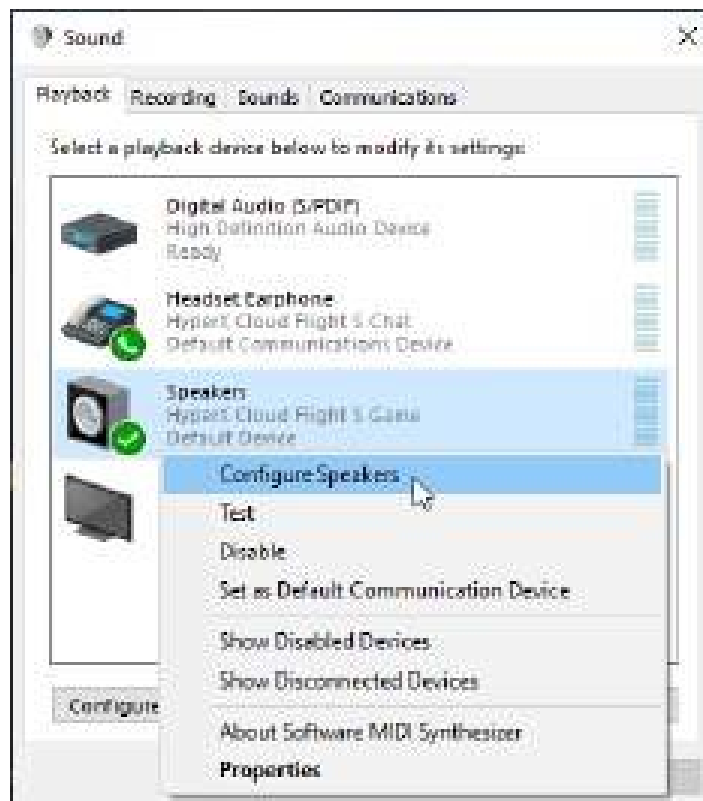 Sound
Playback Recording Sounds Communications
Select a playback device below to modify its settings:
Digital Audio (S/PDIF)
High Definition Audio Device
Ready
Headset Earphone
HyperX Cloud Flight S Chat
Default Communications Device
Speakers
HyperX Cloud Flight S Game
Default Device
Configure Speakers
Test
Disable
Set as Default Communication Device
Show Disabled Devices
Show Disconnected Devices
Configure
About Software MIDI Synthesizer
Properties